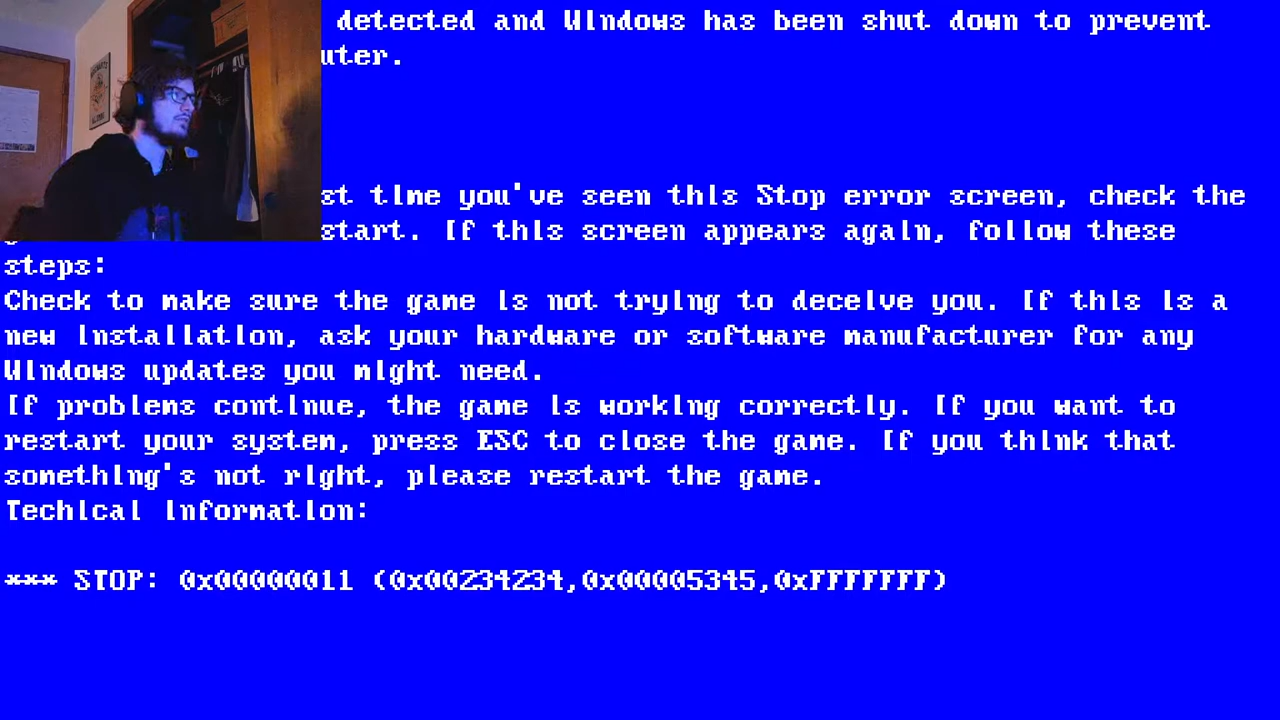 detected and Windows has been shut down to prevent
uter.
st time you've seen this Stop error screen, check the
start. If this screen appears again, follow these
steps:
Check to make sure the game is not trying to deceive you. If this is a
new installation, ask your hardware or software manufacturer for any
Windows updates you might need.
If problems continue, the game is working correctly. If you want to
restart your system, press ESC to close the game. If you think that
something's not right, please restart the game.
Techical information:
*** STOP: 0x00000011 (0x00234234,0x00005345,0xFFFFFFF)